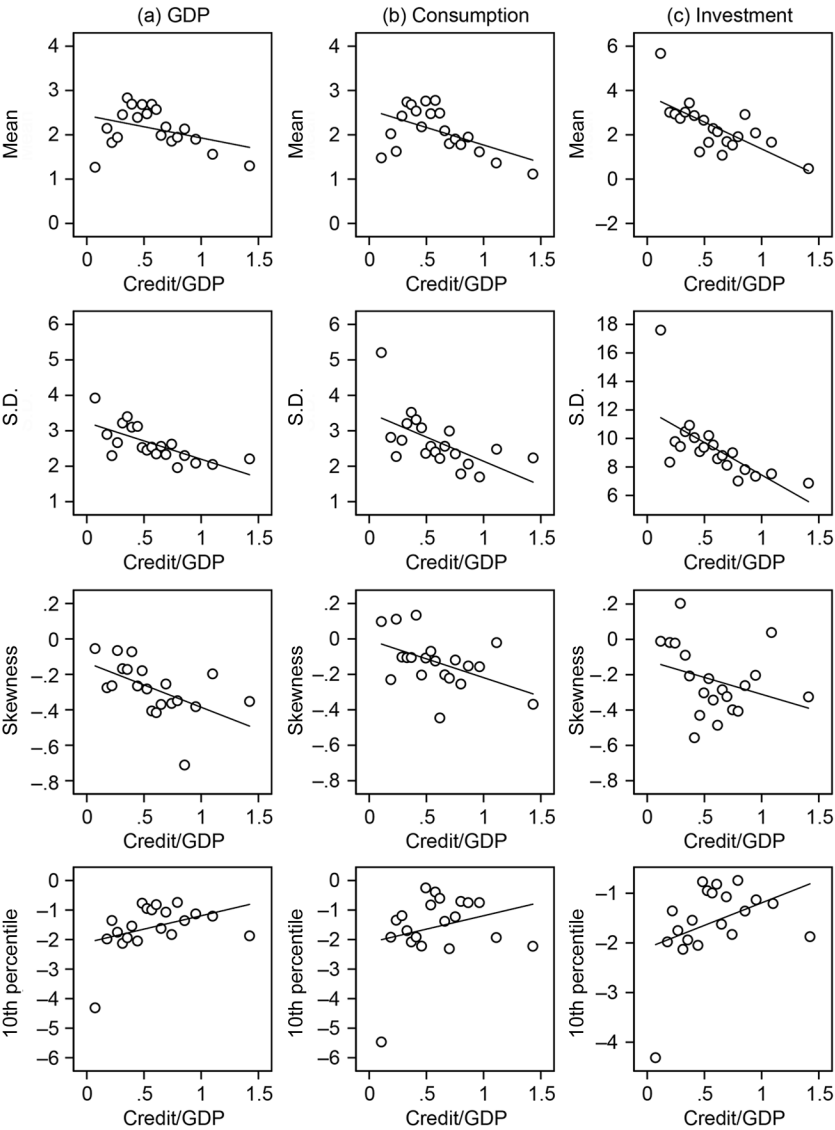 (a) GDP
(b) Consumption
(c) Investment
Mean
4
3
2
1
0
0 .5 1 1.5
Credit/GDP
Mean
4
3
2
1
0
0 .5 1 1.5
Credit/GDP
Mean
6
4
2
0
–2
0 .5 1 1.5
Credit/GDP
S.D.
6
5
4
3
2
1
0 .5 1 1.5
Credit/GDP
S.D.
6
5
4
3
2
1
0 .5 1 1.5
Credit/GDP
S.D.
18
16
14
12
10
8
6
0 .5 1 1.5
Credit/GDP
Skewness
.2
0
–.2
–.4
–.6
–.8
0 .5 1 1.5
Credit/GDP
Skewness
.2
0
–.2
–.4
–.6
–.8
0 .5 1 1.5
Credit/GDP
Skewness
.2
0
–.2
–.4
–.6
–.8
0 .5 1 1.5
Credit/GDP
10th percentile
0
–1
–2
–3
–4
–5
–6
0 .5 1 1.5
Credit/GDP
10th percentile
0
–1
–2
–3
–4
–5
–6
0 .5 1 1.5
Credit/GDP
10th percentile
–1
–2
–3
–4
0 .5 1 1.5
Credit/GDP